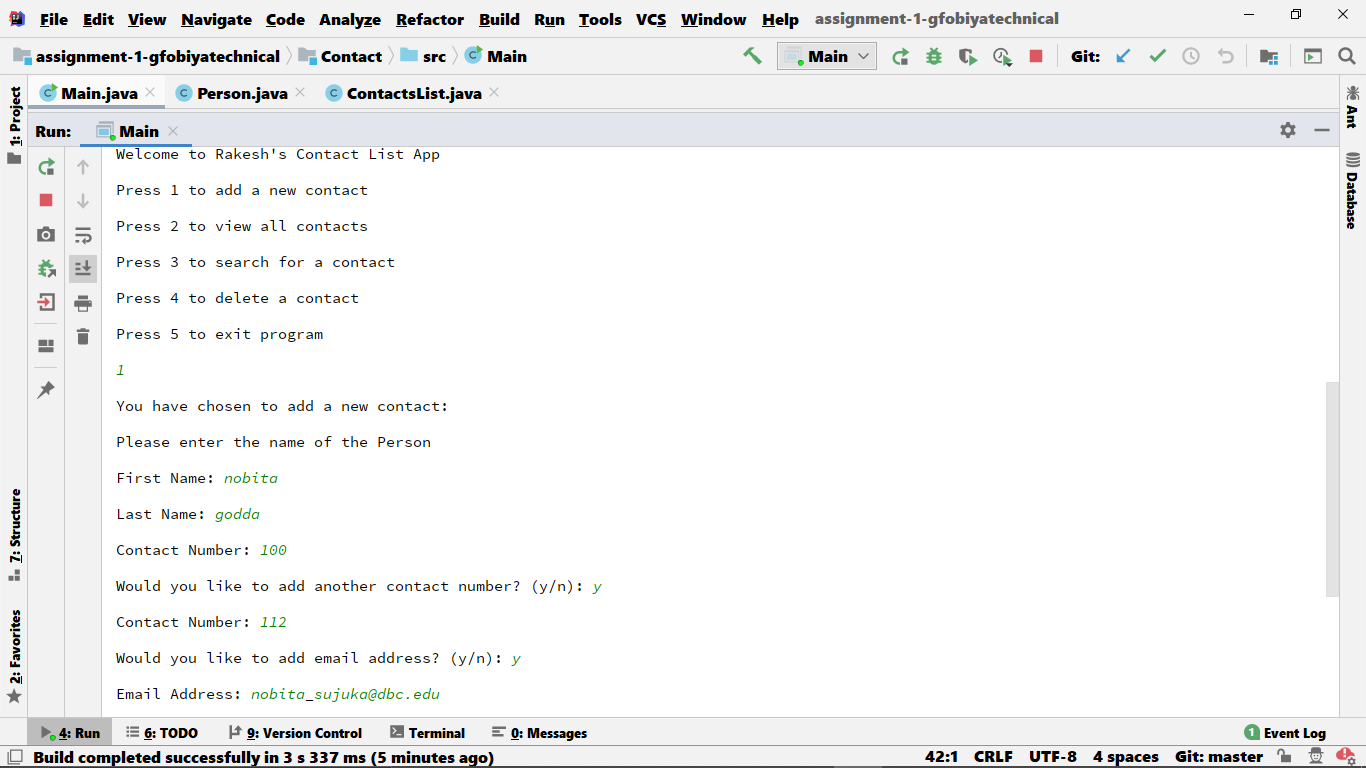 File Edit View Navigate Code Analyze Refactor Build Run Tools VCS Window Help assignment-1-gfobiyatechnical
assignment-1-gfobiyatechnical Contact src Main Main Git:
Main.java Person.java ContactsList.java
1: Project
Ant
Database
Run: Main
Welcome to Rakesh's Contact List App
Press 1 to add a new contact
Press 2 to view all contacts
Press 3 to search for a contact
Press 4 to delete a contact
Press 5 to exit program
1
You have chosen to add a new contact:
Please enter the name of the Person
First Name: nobita
Last Name: godda
Contact Number: 100
Would you like to add another contact number? (y/n): y
Contact Number: 112
Would you like to add email address? (y/n): y
Email Address: nobita_sujuka@dbc.edu
7: Structure
2: Favorites
4: Run 6: TODO 9: Version Control Terminal 0: Messages 1 Event Log
Build completed successfully in 3 s 337 ms (5 minutes ago) 42:1 CRLF UTF-8 4 spaces Git: master